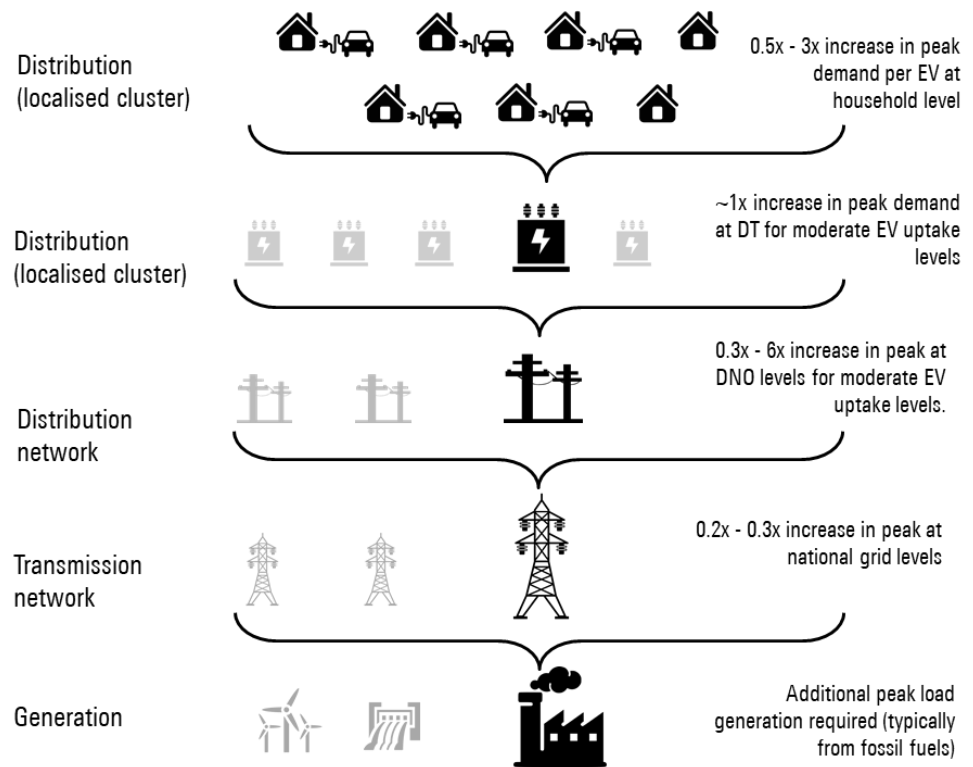 Distribution
(localised cluster)
0.5x - 3x increase in peak
demand per EV at
household level
Distribution
(localised cluster)
~1x increase in peak demand
at DT for moderate EV uptake
levels
Distribution
network
0.3x - 6x increase in peak at
DNO levels for moderate EV
uptake levels.
Transmission
network
0.2x - 0.3x increase in peak at
national grid levels
Generation
Additional peak load
generation required (typically
from fossil fuels)